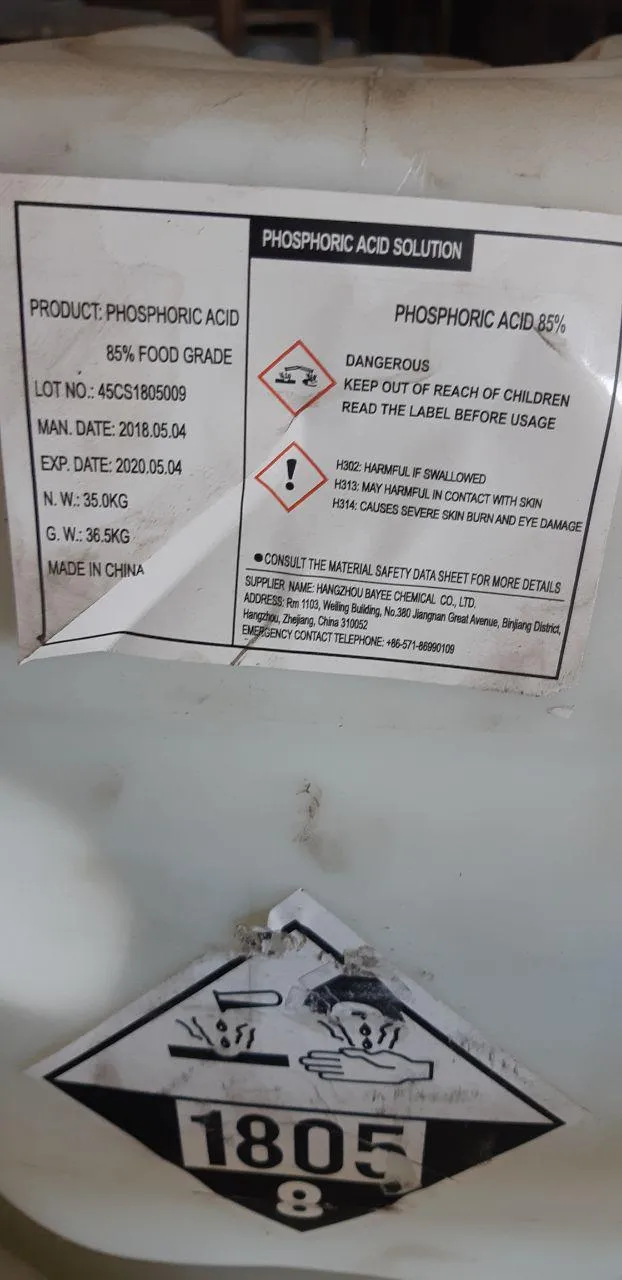 PHOSPHORIC ACID SOLUTION
PRODUCT: PHOSPHORIC ACID
85% FOOD GRADE
LOT NO.: 45CS1805009
MAN. DATE: 2018.05.04
EXP. DATE: 2020.05.04
N. W.: 35.0KG
G. W.: 36.5KG
MADE IN CHINA
PHOSPHORIC ACID 85%
DANGEROUS
KEEP OUT OF REACH OF CHILDREN
READ THE LABEL BEFORE USAGE
H302: HARMFUL IF SWALLOWED
H313: MAY HARMFUL IN CONTACT WITH SKIN
H314: CAUSES SEVERE SKIN BURN AND EYE DAMAGE
●CONSULT THE MATERIAL SAFETY DATA SHEET FOR MORE DETAILS
SUPPLIER NAME: HANGZHOU BAYEE CHEMICAL CO., LTD.
ADDRESS: Rm 1103, Weiling Building, No.380 Jiangnan Great Avenue, Binjiang District,
Hangzhou, Zhejiang, China 310052
EMERGENCY CONTACT TELEPHONE: +86-571-86990109
1805
8